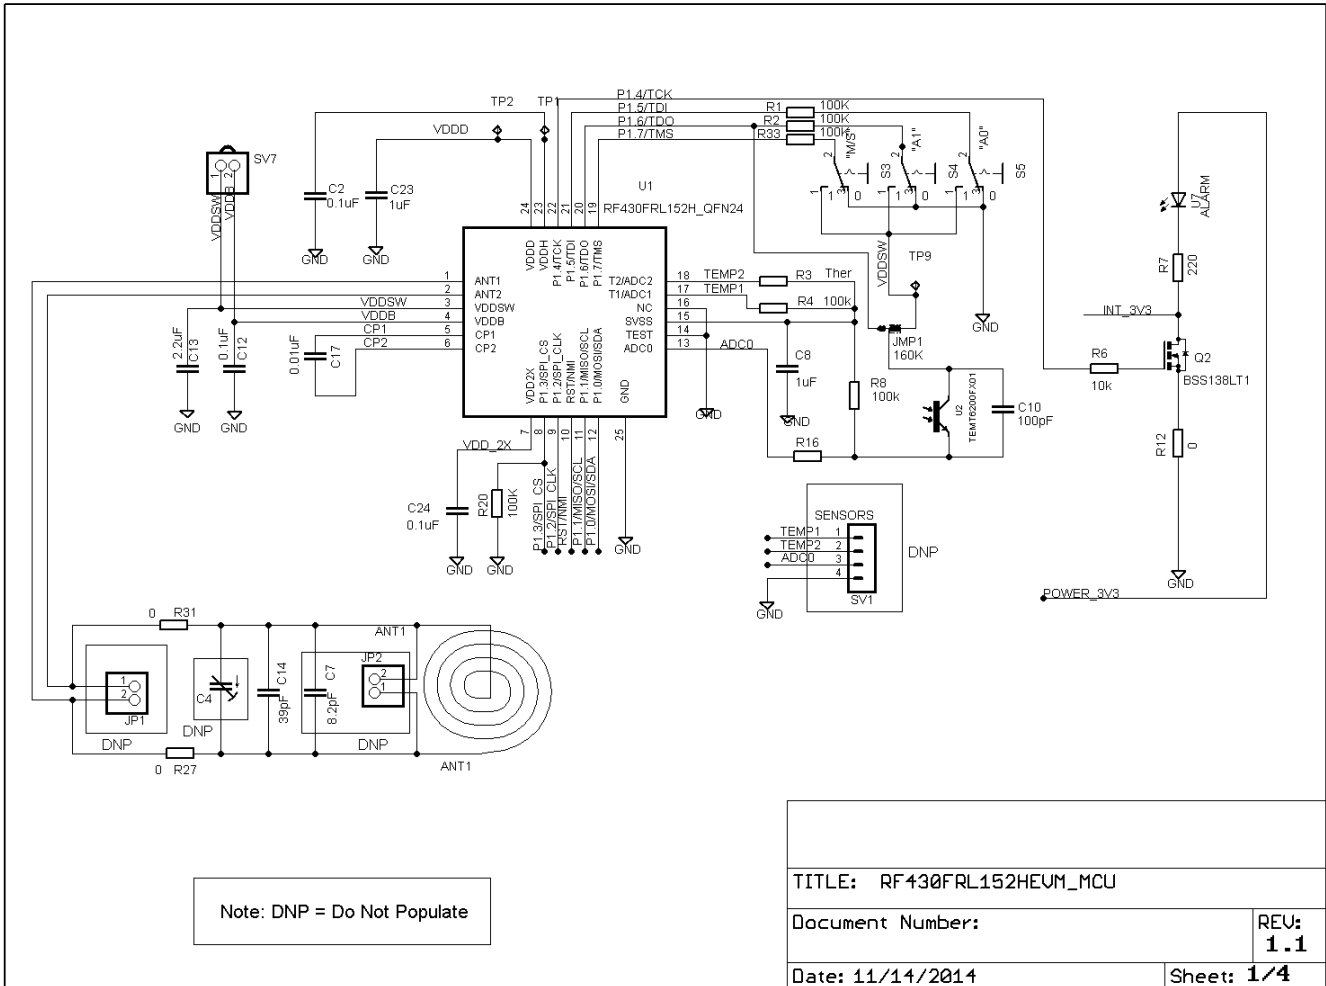 P1.4/TCK
P1.5/TDI
P1.6/TDO
P1.7/TMS
R1 100K
R2 100K
R33 100K
"M/S"
"A1"
"A0"
TP2 TP1
VDDD
SV7
1 2
VDDSW
VDDB
C2
0.1uF
C23
1uF
GND
GND
U1
RF430FRL152H_QFN24
24 23 22 21 20 19
VDDD
VDDH
P1.4/TCK
P1.5/TDI
P1.6/TDO
P1.7/TMS
2 2 2
S3 S4 S5
1 3 0
1 3 0
1 3 0
VDDSW
TP9
GND
U7
ALARM
R7
220
INT_3V3
1 ANT1
2 ANT2
VDDSW 3 VDDSW
VDDB 4 VDDB
CP1 5 CP1
CP2 6 CP2
T2/ADC2 18 TEMP2 R3 Ther
T1/ADC1 17 TEMP1 R4 100k
NC 16
SVSS 15
TEST 14
ADC0 13 ADC0
2.2uF
C13
0.1uF
C12
0.01uF
C17
GND
GND
VDD2X
P1.3/SPI_CS
P1.2/SPI_CLK
RST/NMI
P1.1/MISO/SCL
P1.0/MOSI/SDA
GND
7 8 9 10 11 12 25
C8
1uF
GND
GND
JMP1
160K
R8
100k
R16
U2
TEMT6200FX01
C10
100pF
R6
10k
Q2
BSS138LT1
R12
0
GND
VDD_2X
C24
0.1uF
R20
100K
GND
GND
P1.3/SPI_CS
P1.2/SPI_CLK
RST/NMI
P1.1/MISO/SCL
P1.0/MOSI/SDA
GND
SENSORS
TEMP1 1
TEMP2 2
ADC0 3
4
SV1
GND
DNP
POWER_3V3
0 R31
ANT1
1
2
JP1
DNP
C4
DNP
C14
39pF
C7
8.2pF
JP2
2
1
DNP
0 R27
ANT1
Note: DNP = Do Not Populate
TITLE: RF430FRL152HEVM_MCU
Document Number:
REV:
1.1
Date: 11/14/2014
Sheet: 1/4